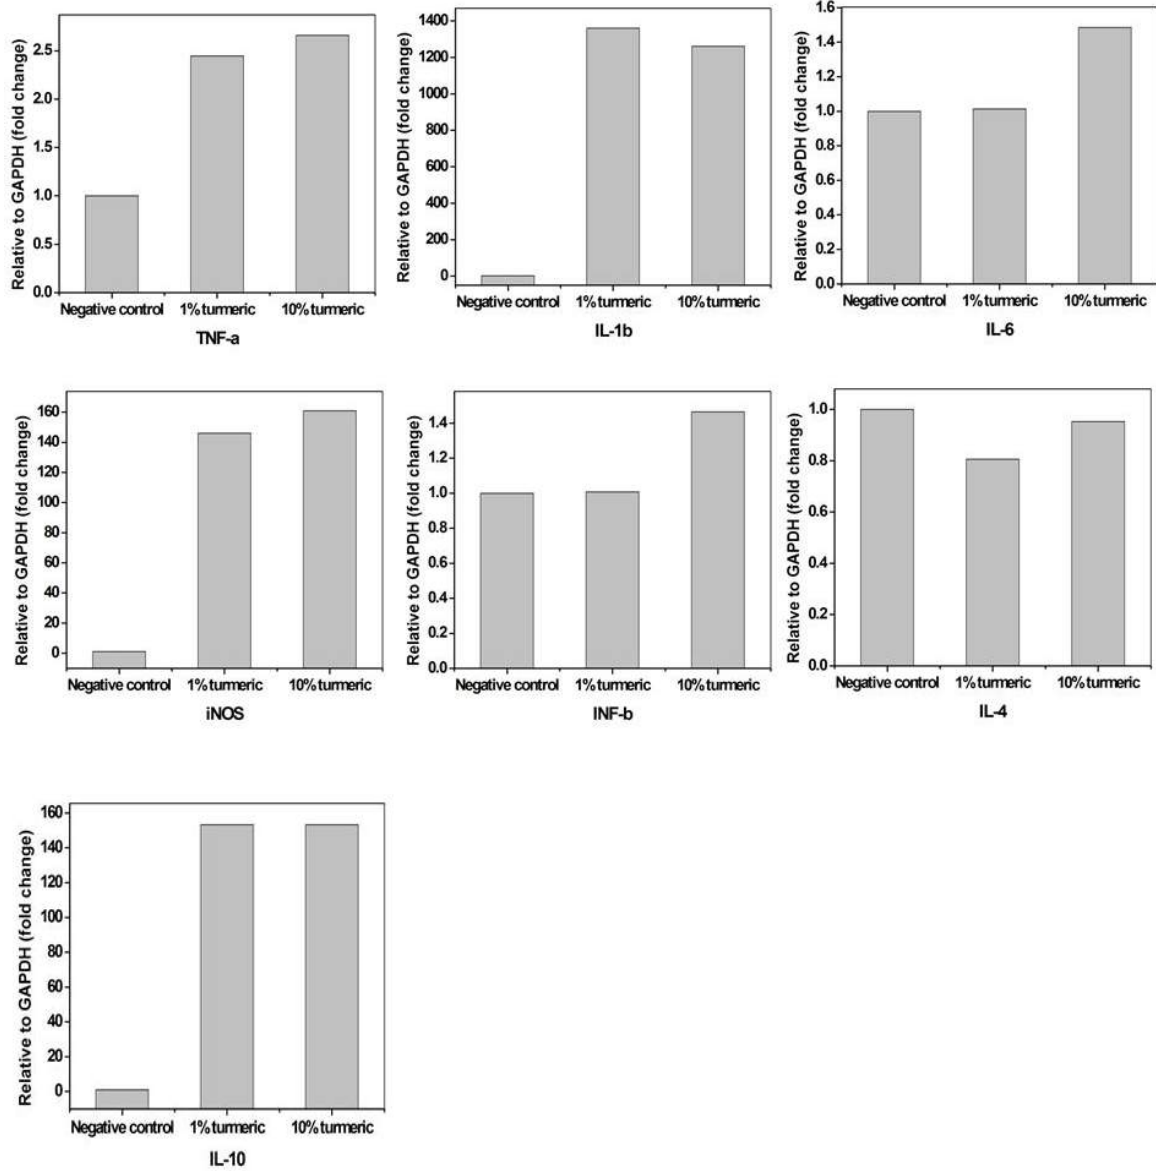 Relative to GAPDH (fold change)
2.5
2.0
1.5
1.0
0.5
0.0
Negative control 1% turmeric 10% turmeric
TNF-a
Relative to GAPDH (fold change)
1400
1200
1000
800
600
400
200
0
Negative control 1% turmeric 10% turmeric
IL-1b
Relative to GAPDH (fold change)
1.6
1.4
1.2
1.0
0.8
0.6
0.4
0.2
0.0
Negative control 1% turmeric 10% turmeric
IL-6
Relative to GAPDH (fold change)
160
140
120
100
80
60
40
20
0
Negative control 1% turmeric 10% turmeric
iNOS
Relative to GAPDH (fold change)
1.4
1.2
1.0
0.8
0.6
0.4
0.2
0.0
Negative control 1% turmeric 10% turmeric
INF-b
Relative to GAPDH (fold change)
1.0
0.8
0.6
0.4
0.2
0.0
Negative control 1% turmeric 10% turmeric
IL-4
Relative to GAPDH (fold change)
160
140
120
100
80
60
40
20
0
Negative control 1% turmeric 10% turmeric
IL-10